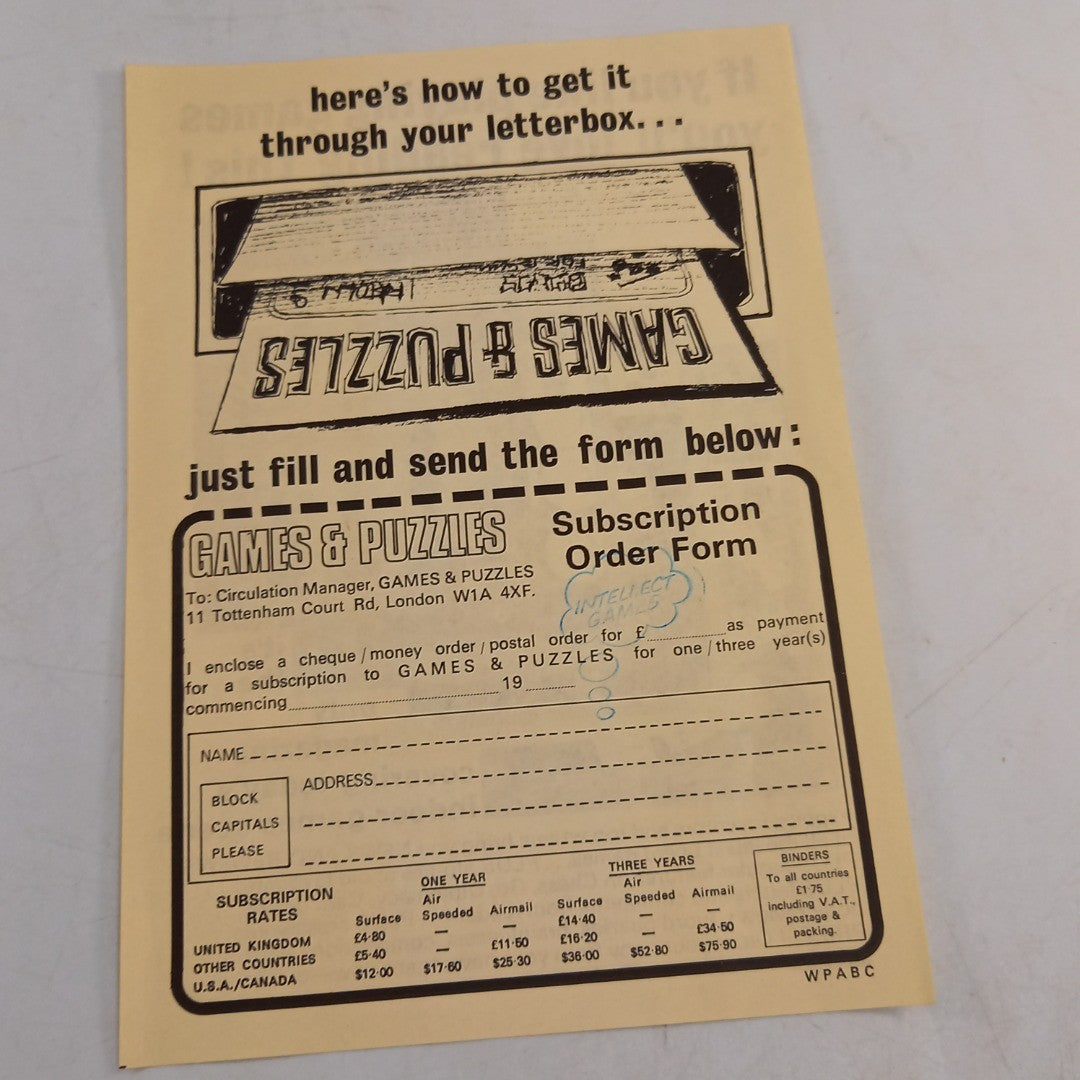 here's how to get it
through your letterbox...
GAMES & PUZZLES
just fill and send the form below:
GAMES & PUZZLES
Subscription
Order Form
To: Circulation Manager, GAMES & PUZZLES
11 Tottenham Court Rd, London W1A 4XF.
INTELLECT
GAMES
I enclose a cheque/money order/postal order for £..................as payment
for a subscription to GAMES & PUZZLES for one/three year(s)
commencing.................................................. 19............
NAME
ADDRESS
BLOCK
CAPITALS
PLEASE
SUBSCRIPTION RATES
ONE YEAR
THREE YEARS
Surface Air Speeded Airmail Surface Air Speeded Airmail
UNITED KINGDOM £4·80 — — £14·40 — —
OTHER COUNTRIES £5·40 — £11·50 £16·20 — £34·50
U.S.A./CANADA $12·00 $17·60 $25·30 $36·00 $52·80 $75·90
BINDERS
To all countries
£1·75
including V.A.T.,
postage &
packing.
WPABC